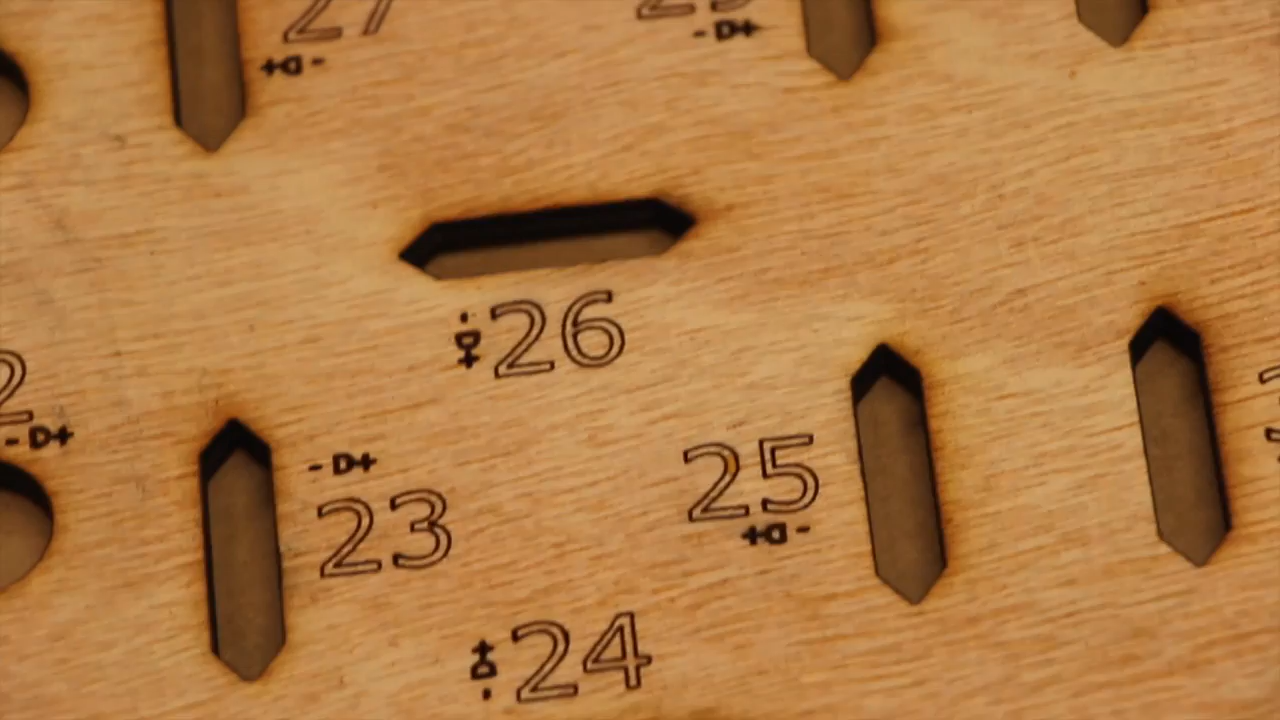 27
+D-
- D+
- D+
26
- D+
- D+
23
25
+D-
24
+D-